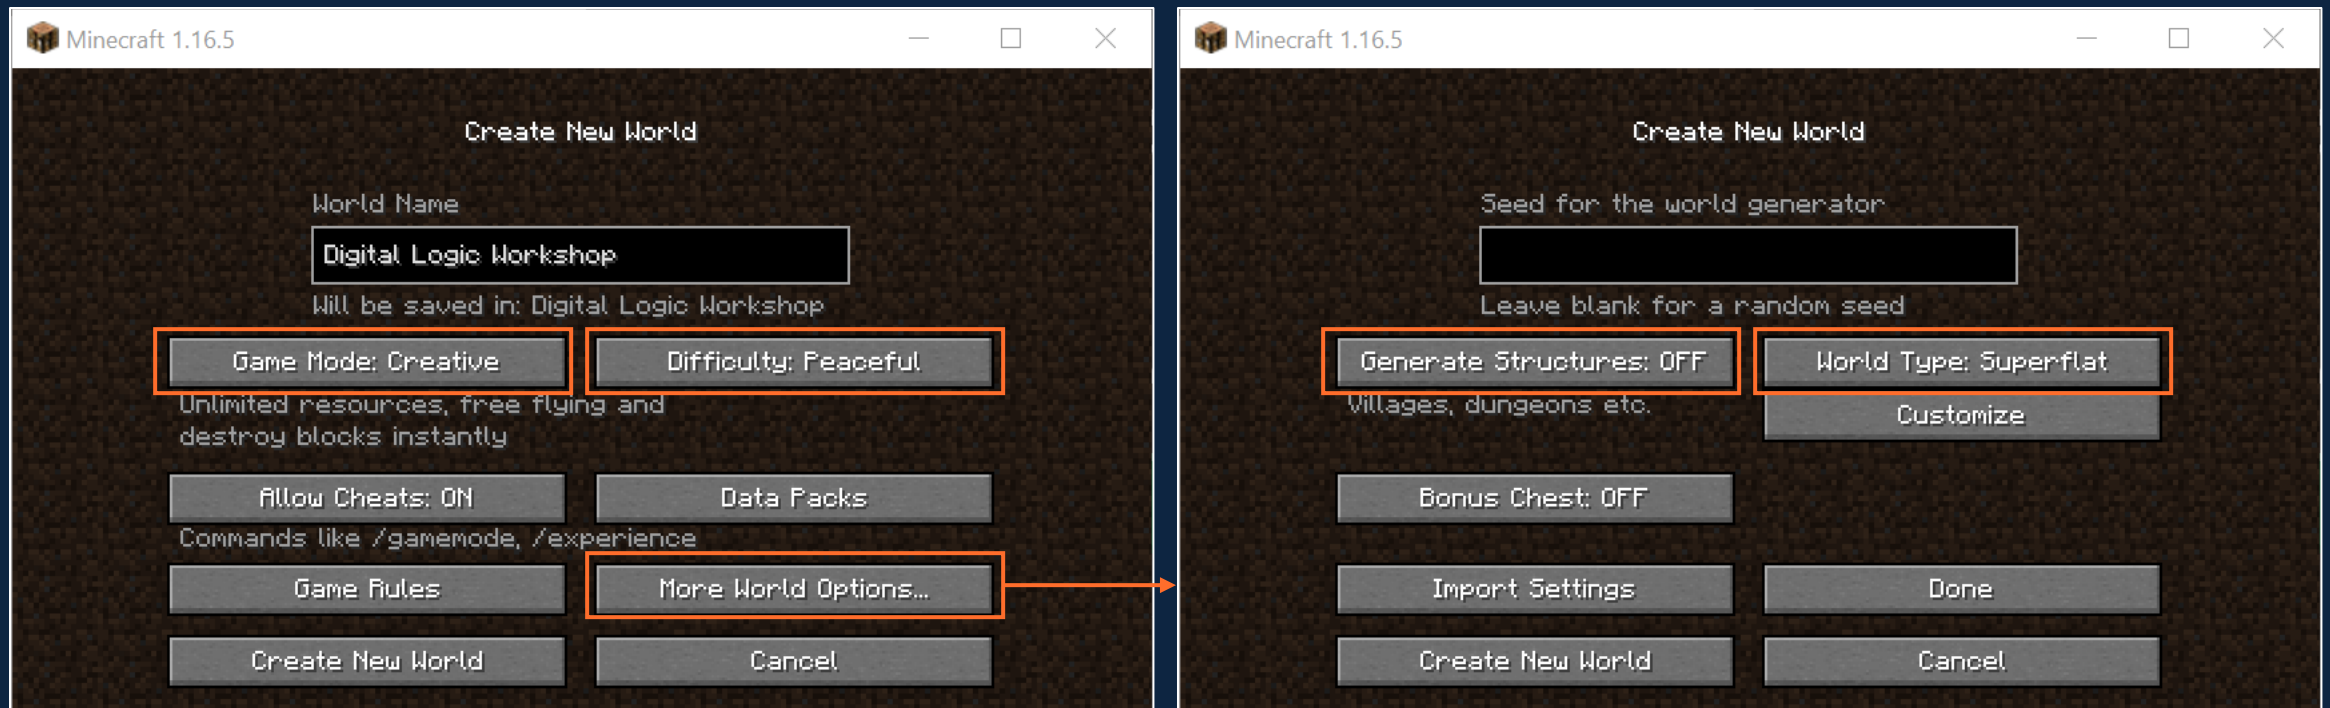 Minecraft 1.16.5
Create New World
World Name
Digital Logic Workshop
Will be saved in: Digital Logic Workshop
Game Mode: Creative
Difficulty: Peaceful
Unlimited resources, free flying and
destroy blocks instantly
Allow Cheats: ON
Data Packs
Commands like /gamemode, /experience
Game Rules
More World Options...
Create New World
Cancel
Minecraft 1.16.5
Create New World
Seed for the world generator
Leave blank for a random seed
Generate Structures: OFF
World Type: Superflat
Villages, dungeons etc.
Customize
Bonus Chest: OFF
Import Settings
Done
Create New World
Cancel